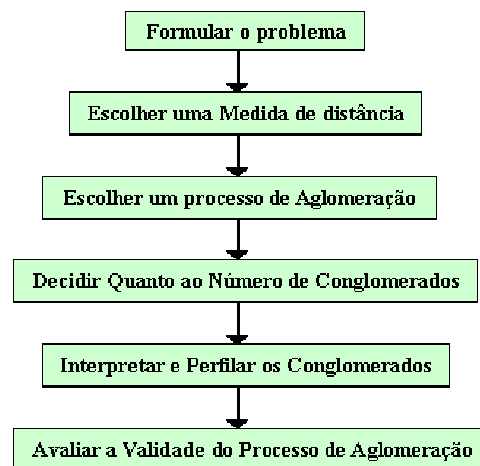 Formular o problema
Escolher uma Medida de distância
Escolher um processo de Aglomeração
Decidir Quanto ao Número de Conglomerados
Interpretar e Perfilar os Conglomerados
Avaliar a Validade do Processo de Aglomeração